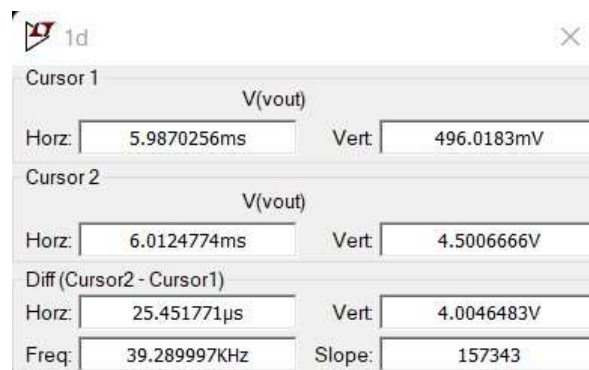 1d
Cursor 1
V(vout)
Horz: 5.9870256ms Vert: 496.0183mV
Cursor 2
V(vout)
Horz: 6.0124774ms Vert: 4.5006666V
Diff (Cursor2 - Cursor1)
Horz: 25.451771µs Vert: 4.0046483V
Freq: 39.289997KHz Slope: 157343